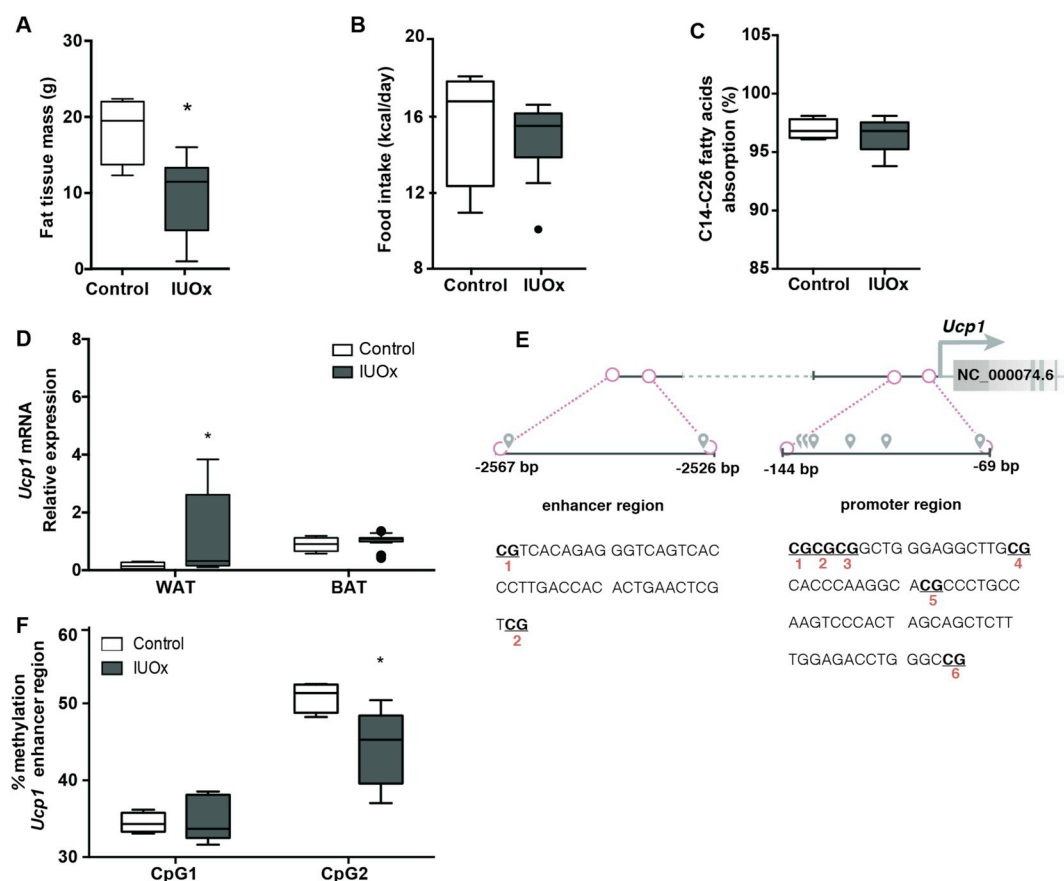 A
Fat tissue mass (g)
30
20
10
0
*
Control
IUOx
B
Food intake (kcal/day)
20
16
12
8
Control
IUOx
C
C14-C26 fatty acids
absorption (%)
105
100
95
90
85
Control
IUOx
D
Ucp1 mRNA
Relative expression
8
6
4
2
0
Control
IUOx
*
WAT
BAT
E
Ucp1
NC_000074.6
-2567 bp
-2526 bp
-144 bp
-69 bp
enhancer region
CGTCACAGAG GGTCAGTCAC
1
CCTTGACCAC ACTGAACTCG
TCG
2
promoter region
CGCGCGGCTG GGAGGCTTGCG
1 2 3 4
CACCCAAGGC ACGCCCTGCC
5
AAGTCCCACT AGCAGCTCTT
TGGAGACCTG GGCCG
6
F
% methylation
Ucp1 enhancer region
60
50
40
30
Control
IUOx
*
CpG1
CpG2